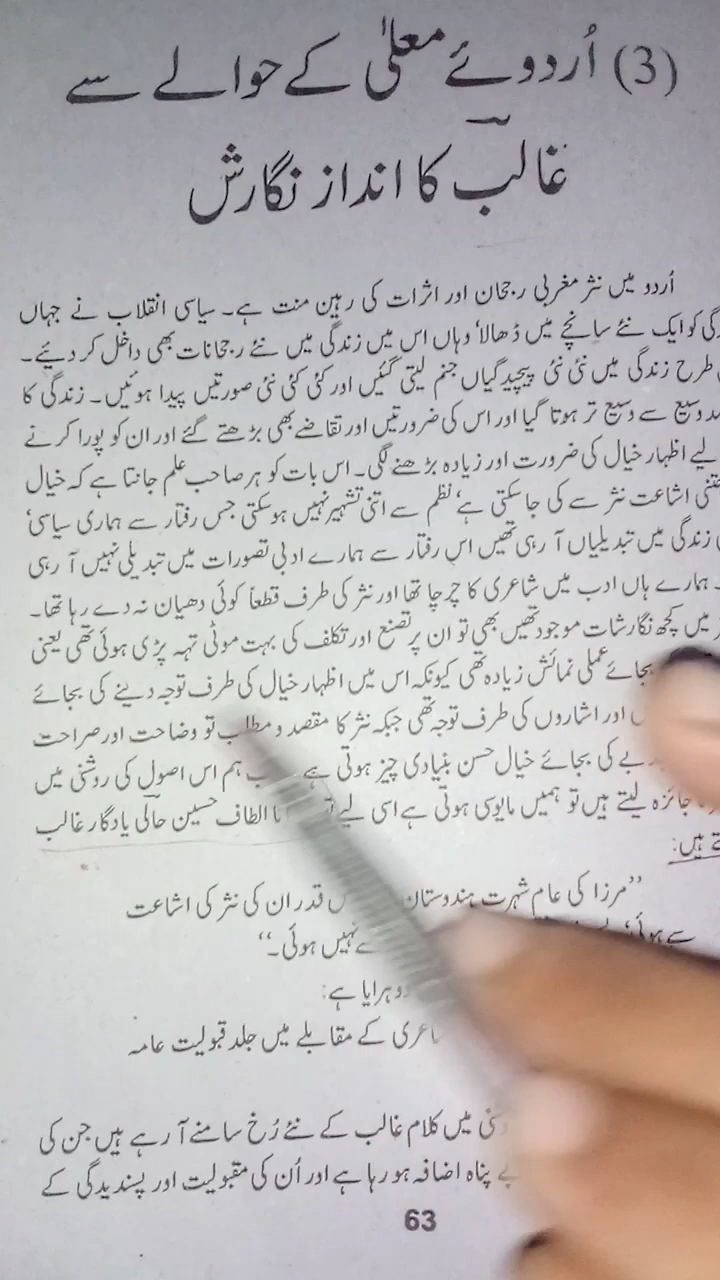 (3) اُردوئے معلیٰ کے حوالے سے
غالبؔ کا انداز نگارش
اُردو میں نثر مغربی رجحان اور اثرات کی رہین منت ہے۔ سیاسی انقلاب نے جہاں
کو ایک نئے سانچے میں ڈھالا‘ وہاں اس میں زندگی میں نئے رجحانات بھی داخل کر دیئے۔
طرح زندگی میں نئی نئی پیچیدگیاں جنم لیتی گئیں اور کئی کئی نئی صورتیں پیدا ہوئیں۔ زندگی کا
وسیع سے وسیع تر ہوتا گیا اور اس کی ضرورتیں اور تقاضے بھی بڑھتے گئے اور ان کو پورا کرنے
لیے اظہار خیال کی ضرورت اور زیادہ بڑھنے لگی۔ اس بات کو ہر صاحب علم جانتا ہے کہ خیال
اشاعت نثر سے کی جا سکتی ہے‘ نظم سے اتنی تشہیر نہیں ہو سکتی جس رفتار سے ہماری سیاسی‘
زندگی میں تبدیلیاں آ رہی تھیں اس رفتار سے ہمارے ادبی تصورات میں تبدیلی نہیں آ رہی
۔ ہمارے ہاں ادب میں شاعری کا چرچا تھا اور نثر کی طرف قطعاً کوئی دھیان نہ دے رہا تھا۔
میں کچھ نگارشات موجود تھیں بھی تو ان پر تصنع اور تکلف کی بہت موٹی تہہ پڑی ہوئی تھی یعنی
بجائے عملی نمائش زیادہ تھی کیونکہ اس میں اظہار خیال کی طرف توجہ دینے کی بجائے
اور اشاروں کی طرف توجہ تھی جبکہ نثر کا مقصد و مطلب تو وضاحت اور صراحت
کی بجائے خیال حسن بنیادی چیز ہوتی ہے ہم اس اصول کی روشنی میں
جائزہ لیتے ہیں تو ہمیں مایوسی ہوتی ہے اسی لیے الطاف حسین حالیؔ یادگار غالب
ہیں:
”مرزا کی عام شہرت ہندوستان قدر ان کی نثر کی اشاعت
سے ہوئی‘ نہیں ہوئی۔“
دوہرایا ہے:
کے مقابلے میں جلد قبولیت عامہ
میں کلام غالب کے نئے رُخ سامنے آ رہے ہیں جن کی
پناہ اضافہ ہو رہا ہے اور اُن کی مقبولیت اور پسندیدگی کے
63